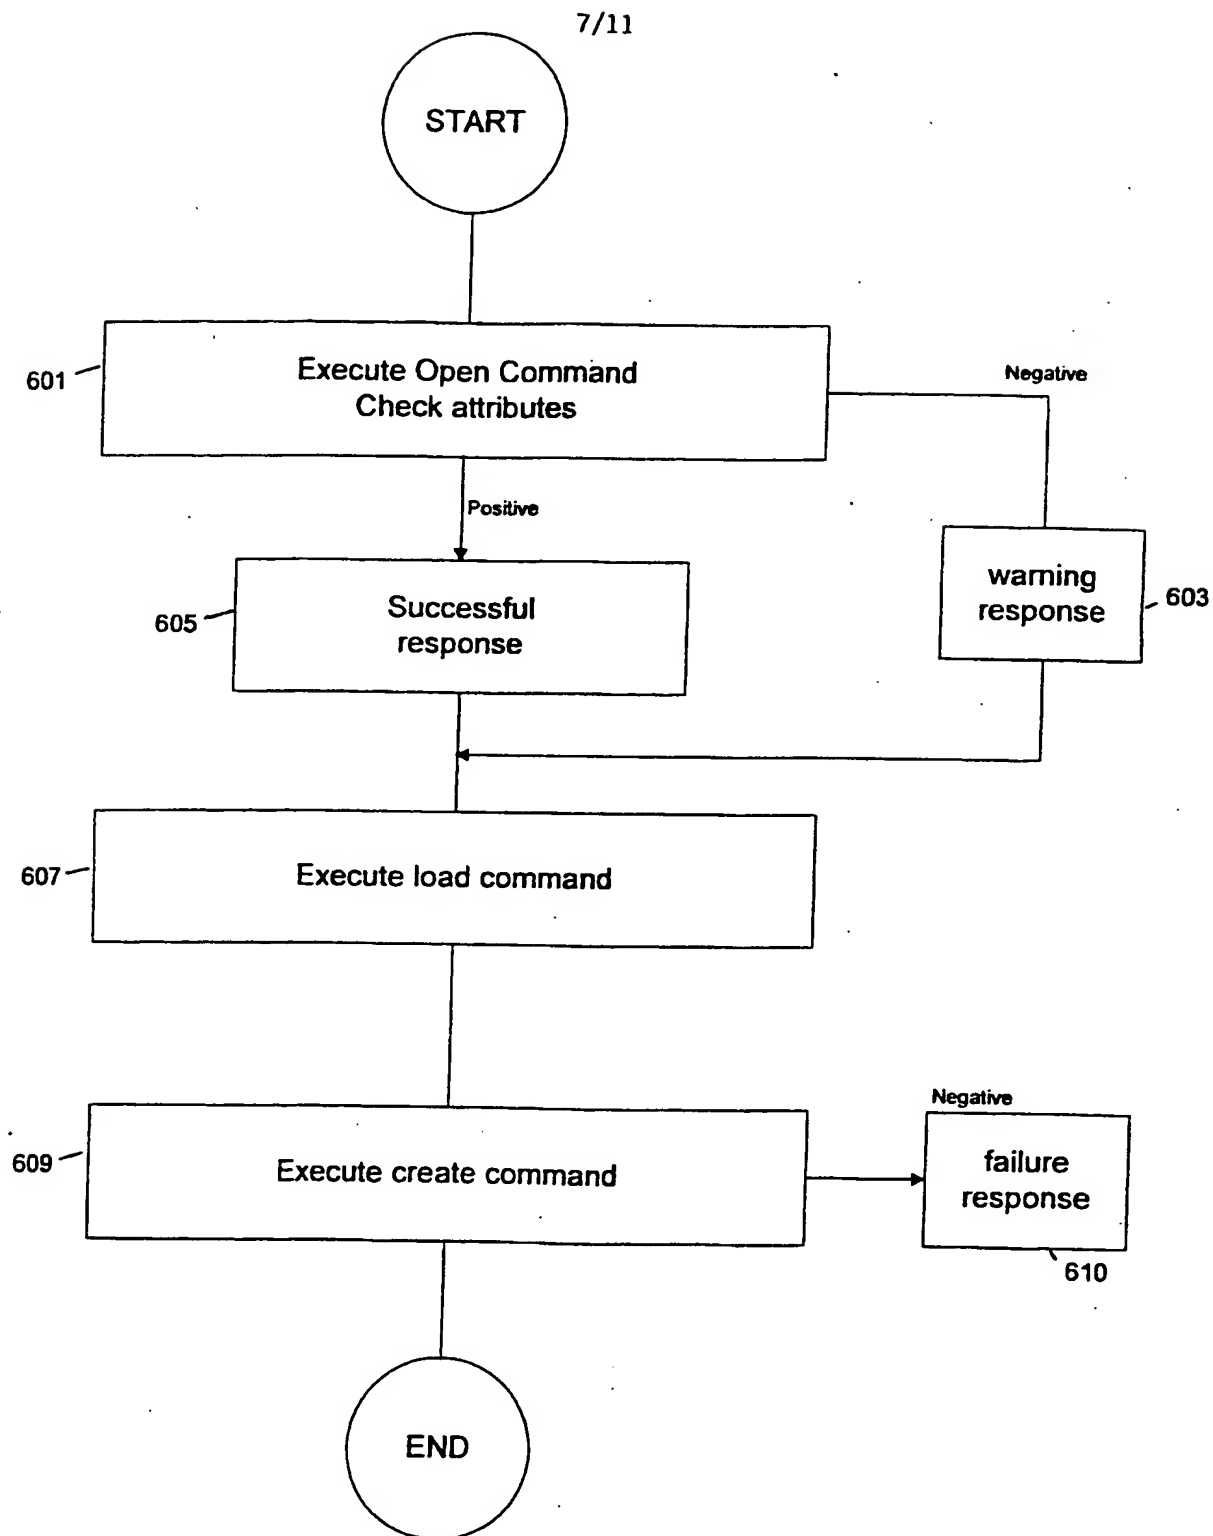 7/11
START
601
Execute Open Command
Check attributes
Negative
Positive
605
Successful
response
warning
response
603
607
Execute load command
609
Execute create command
Negative
failure
response
610
END